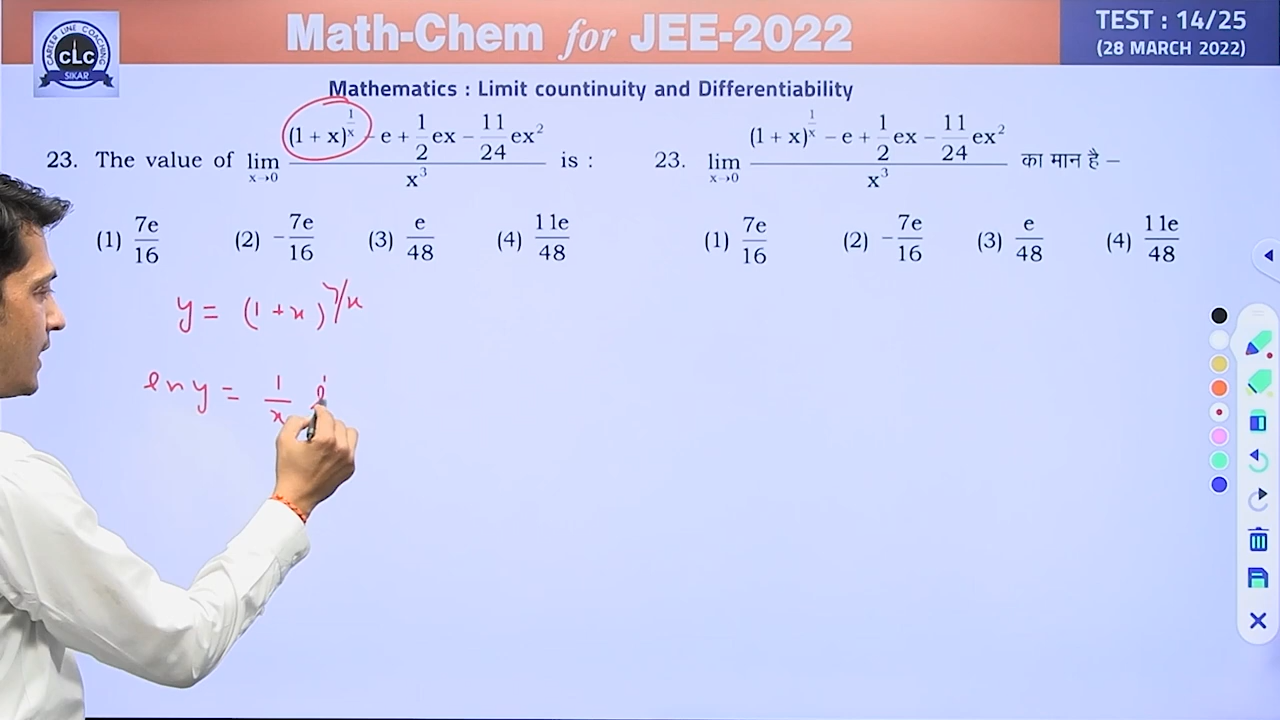 CAREER LINE COACHING
CLC
SIKAR
Math-Chem for JEE-2022
TEST : 14/25
(28 MARCH 2022)
Mathematics : Limit countinuity and Differentiability
23. The value of lim x→0 ((1 + x)^(1/x) − e + (1/2)ex − (11/24)ex²)/x³ is :
(1) 7e/16 (2) −7e/16 (3) e/48 (4) 11e/48
23. lim x→0 ((1 + x)^(1/x) − e + (1/2)ex − (11/24)ex²)/x³ का मान है −
(1) 7e/16 (2) −7e/16 (3) e/48 (4) 11e/48
y = (1 + x)^(1/x)
ln y = 1/x